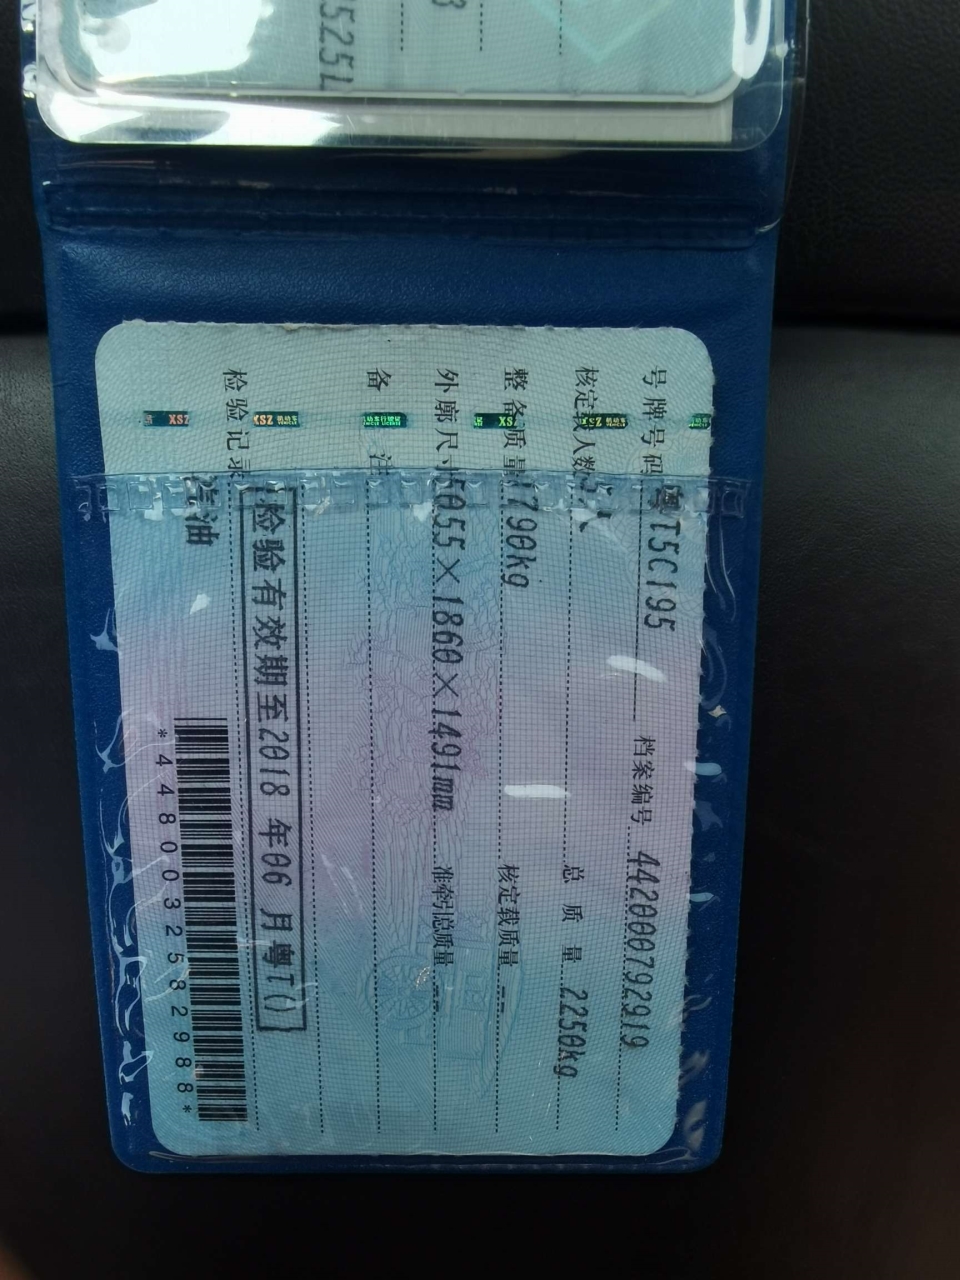 525L
号牌号码 粤T5C195 档案编号 442000792919
核定载人数 人 总质量 2250kg
整备质量 1790kg 核定载质量 --
外廓尺寸 5055×1860×1491mm 准牵引总质量 --
备注
检验有效期至2018年06月粤T()
检验记录
汽油
*4480032582988*